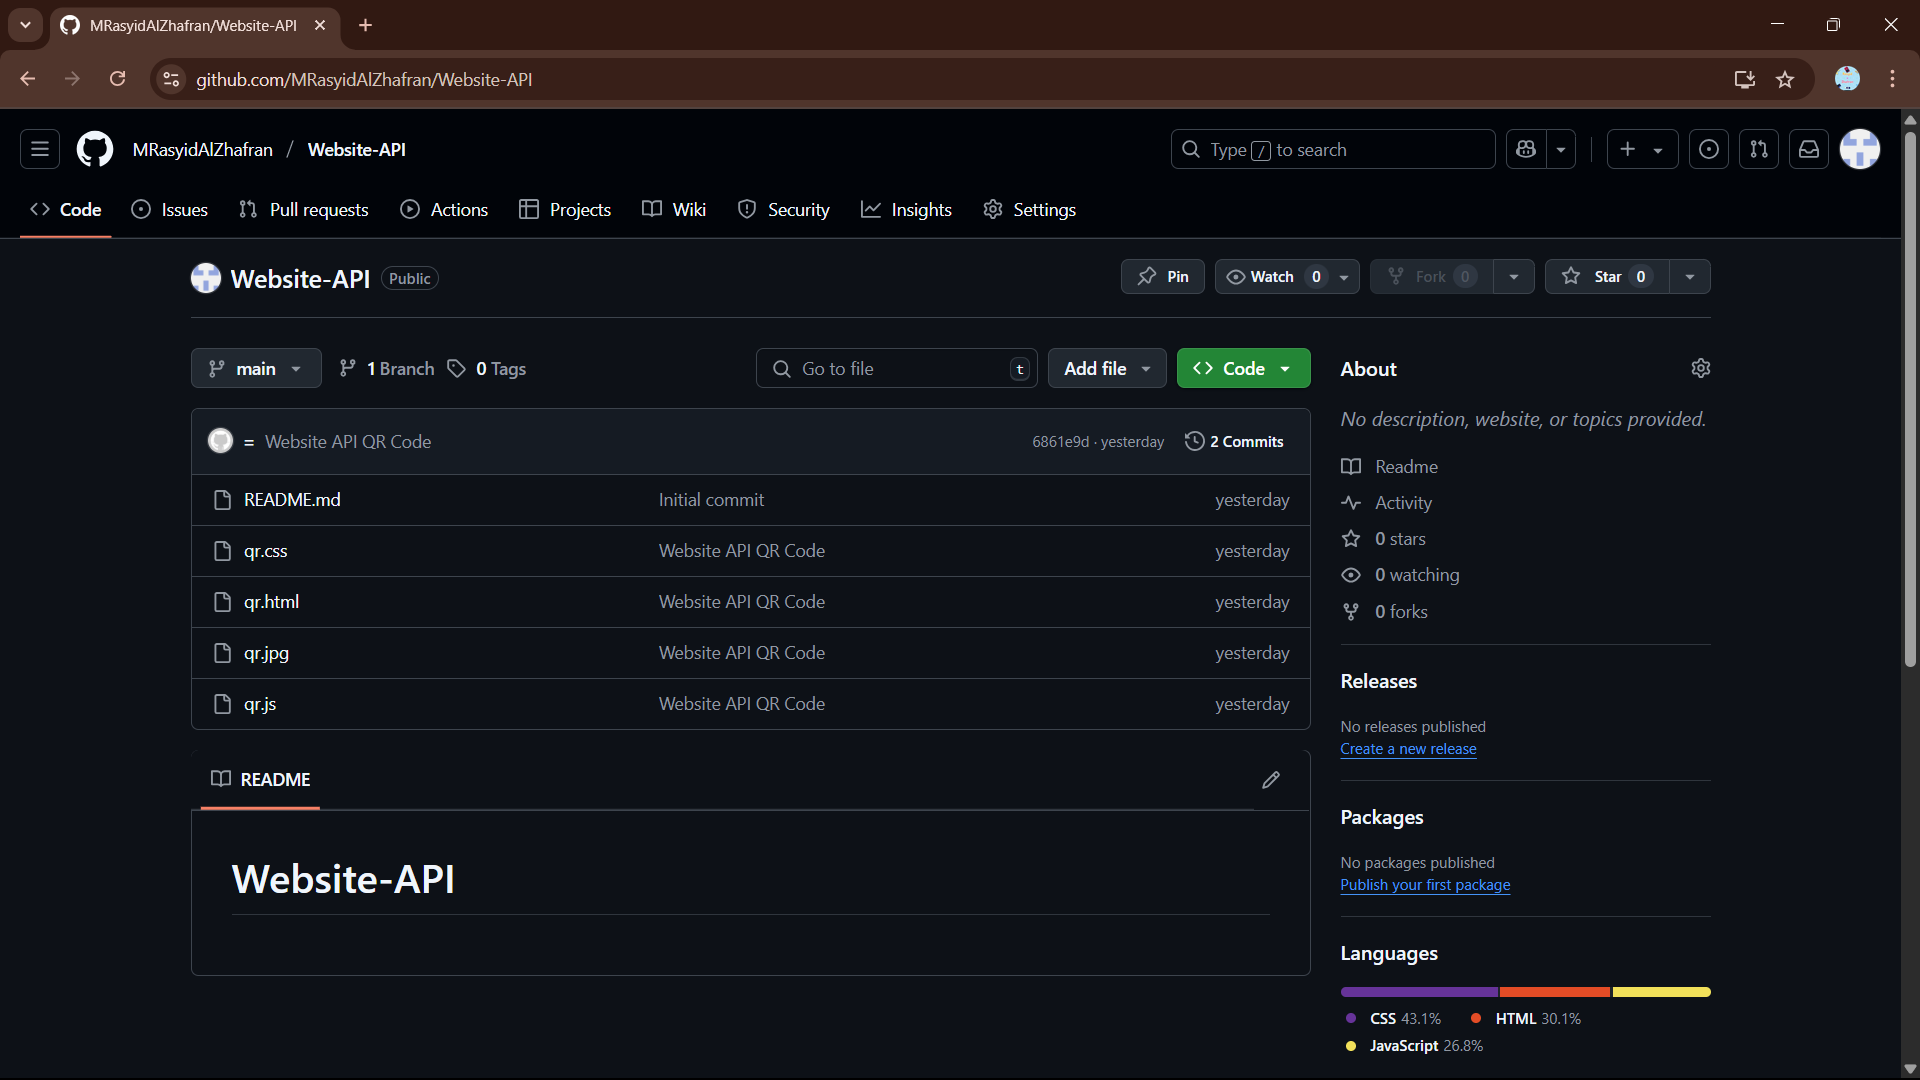 MRasyidAlZhafran/Website-API
github.com/MRasyidAlZhafran/Website-API
MRasyidAlZhafran / Website-API
Type / to search
Code Issues Pull requests Actions Projects Wiki Security Insights Settings
Website-API Public
Pin Watch 0 Fork 0 Star 0
main 1 Branch 0 Tags Go to file t Add file Code
= Website API QR Code 6861e9d · yesterday 2 Commits
README.md Initial commit yesterday
qr.css Website API QR Code yesterday
qr.html Website API QR Code yesterday
qr.jpg Website API QR Code yesterday
qr.js Website API QR Code yesterday
README
Website-API
About
No description, website, or topics provided.
Readme
Activity
0 stars
0 watching
0 forks
Releases
No releases published
Create a new release
Packages
No packages published
Publish your first package
Languages
CSS 43.1% HTML 30.1%
JavaScript 26.8%